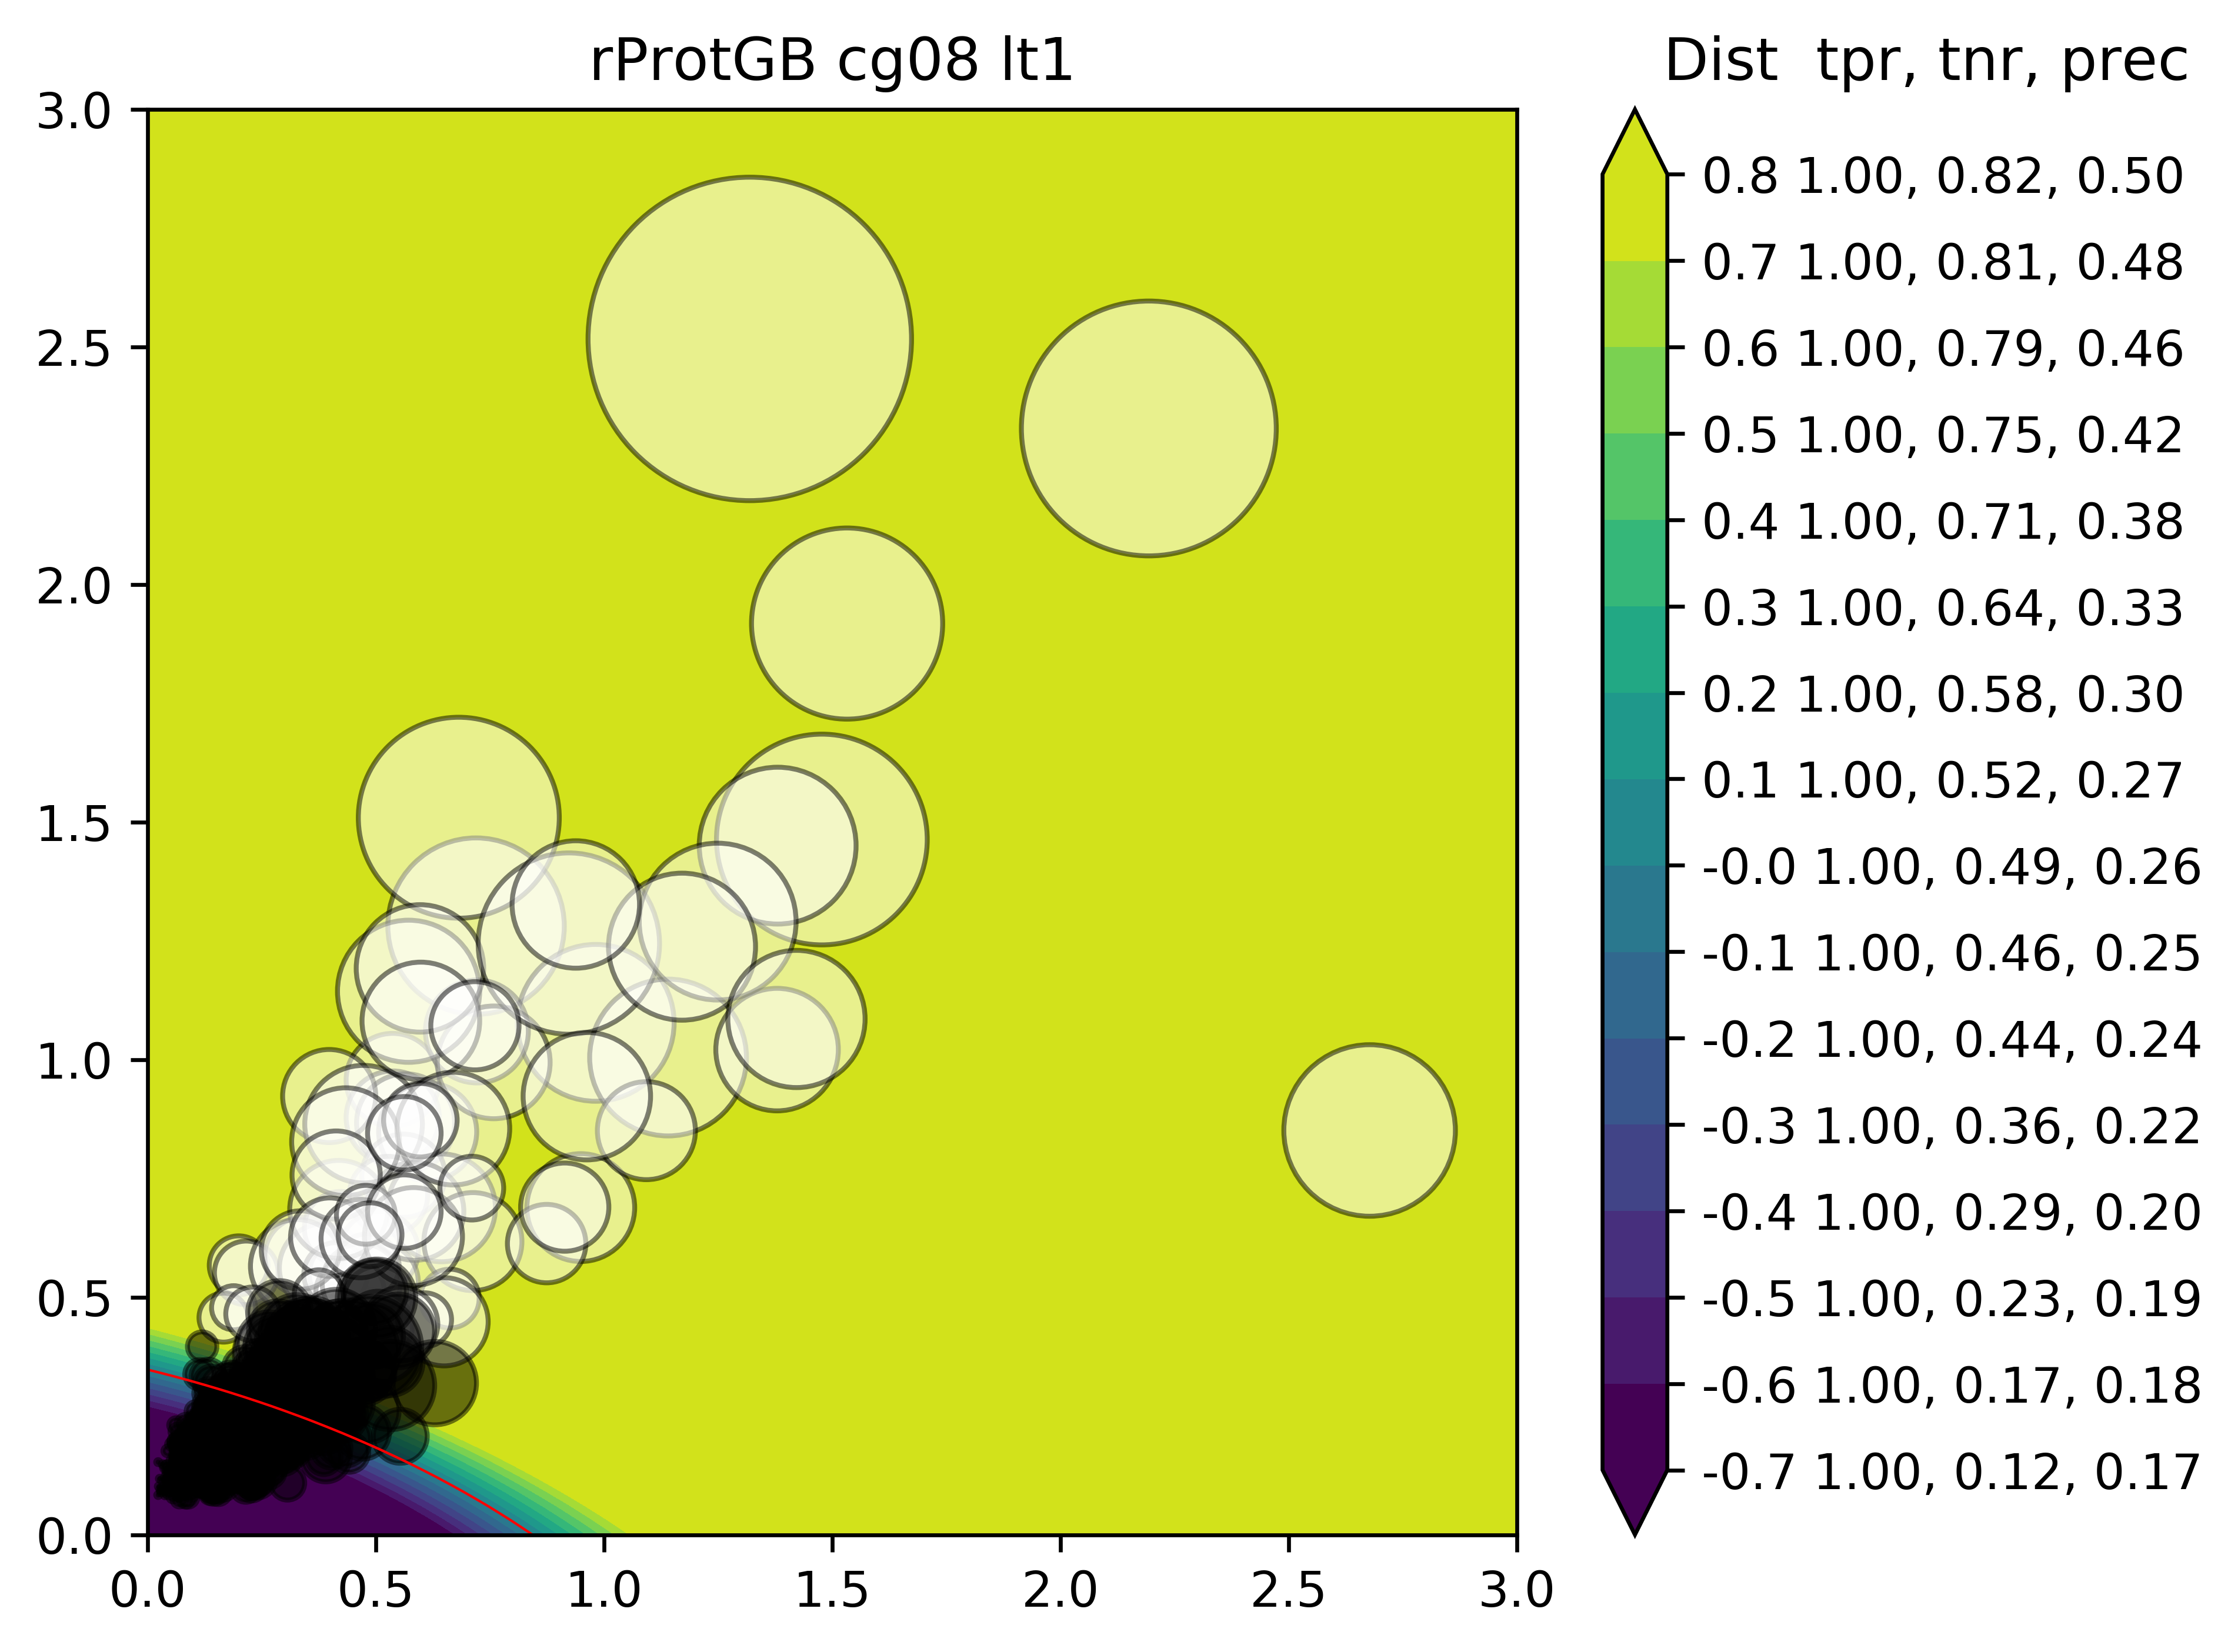 rProtGB cg08 lt1
Dist tpr, tnr, prec
3.0
2.5
2.0
1.5
1.0
0.5
0.0
0.0 0.5 1.0 1.5 2.0 2.5 3.0
0.8 1.00, 0.82, 0.50
0.7 1.00, 0.81, 0.48
0.6 1.00, 0.79, 0.46
0.5 1.00, 0.75, 0.42
0.4 1.00, 0.71, 0.38
0.3 1.00, 0.64, 0.33
0.2 1.00, 0.58, 0.30
0.1 1.00, 0.52, 0.27
-0.0 1.00, 0.49, 0.26
-0.1 1.00, 0.46, 0.25
-0.2 1.00, 0.44, 0.24
-0.3 1.00, 0.36, 0.22
-0.4 1.00, 0.29, 0.20
-0.5 1.00, 0.23, 0.19
-0.6 1.00, 0.17, 0.18
-0.7 1.00, 0.12, 0.17